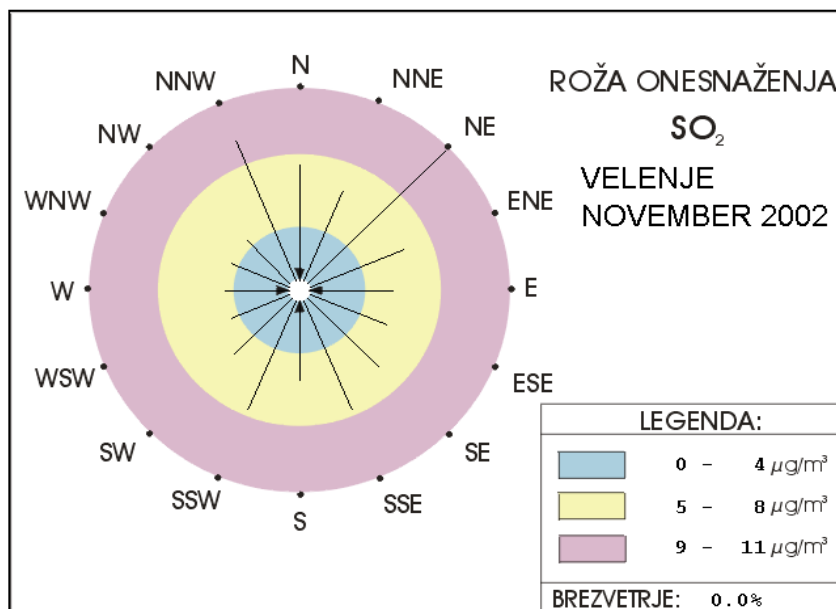 ROŽA ONESNAŽENJA
SO₂
VELENJE
NOVEMBER 2002
N
NNE
NE
ENE
E
ESE
SE
SSE
S
SSW
SW
WSW
W
WNW
NW
NNW
LEGENDA:
0 - 4 µg/m³
5 - 8 µg/m³
9 - 11 µg/m³
BREZVETRJE: 0.0%